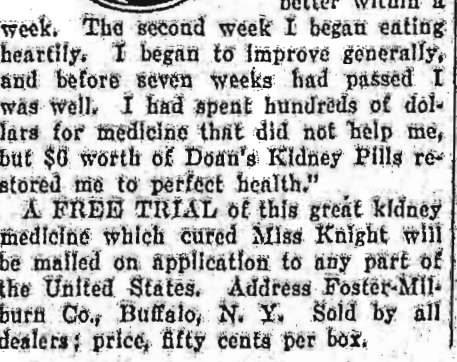 better within a
week. The second week I began eating
heartily. I began to improve generally,
and before seven weeks had passed I
was well. I had spent hundreds of dol-
lars for medicine that did not help me,
but $6 worth of Doan's Kidney Pills re-
stored me to perfect health."
A FREE TRIAL of this great kidney
medicine which cured Miss Knight will
be mailed on application to any part of
the United States. Address Foster-Mil-
burn Co., Buffalo, N. Y. Sold by all
dealers; price, fifty cents per box.